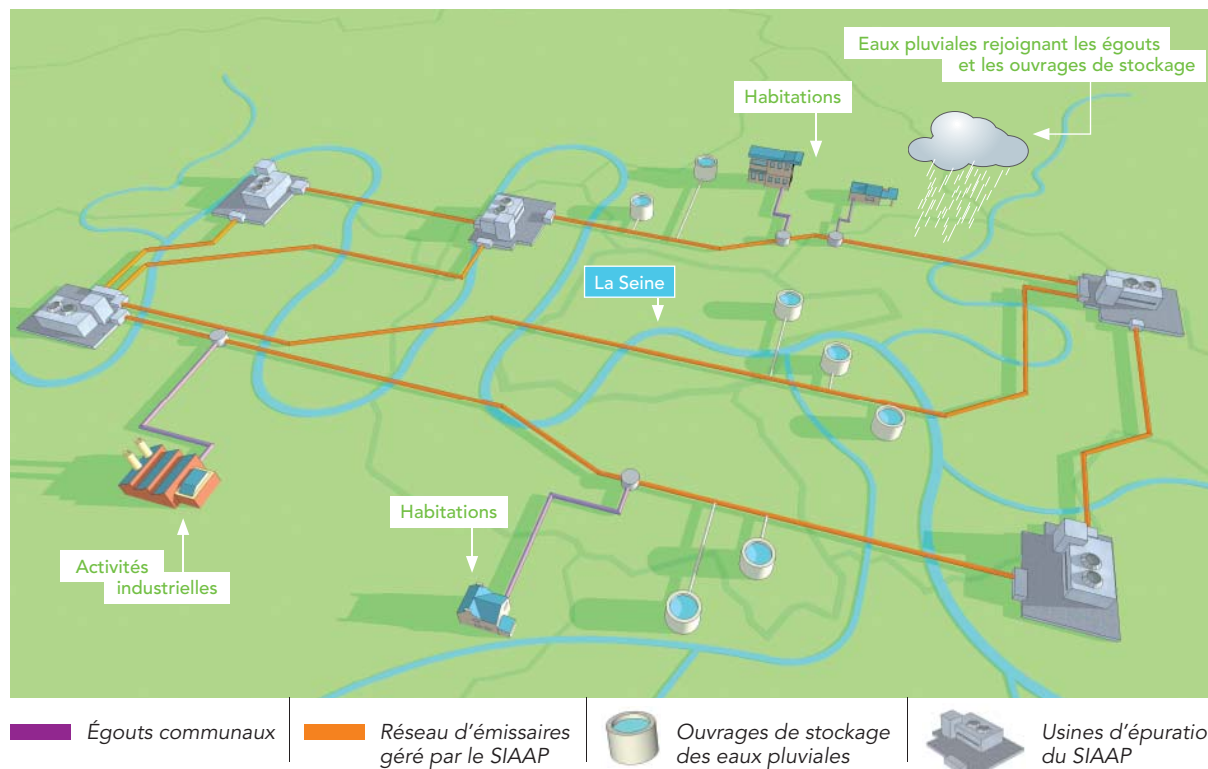 Eaux pluviales rejoignant les égouts
et les ouvrages de stockage
Habitations
La Seine
Habitations
Activités
industrielles
Égouts communaux
Réseau d'émissaires
géré par le SIAAP
Ouvrages de stockage
des eaux pluviales
Usines d'épuratio
du SIAAP